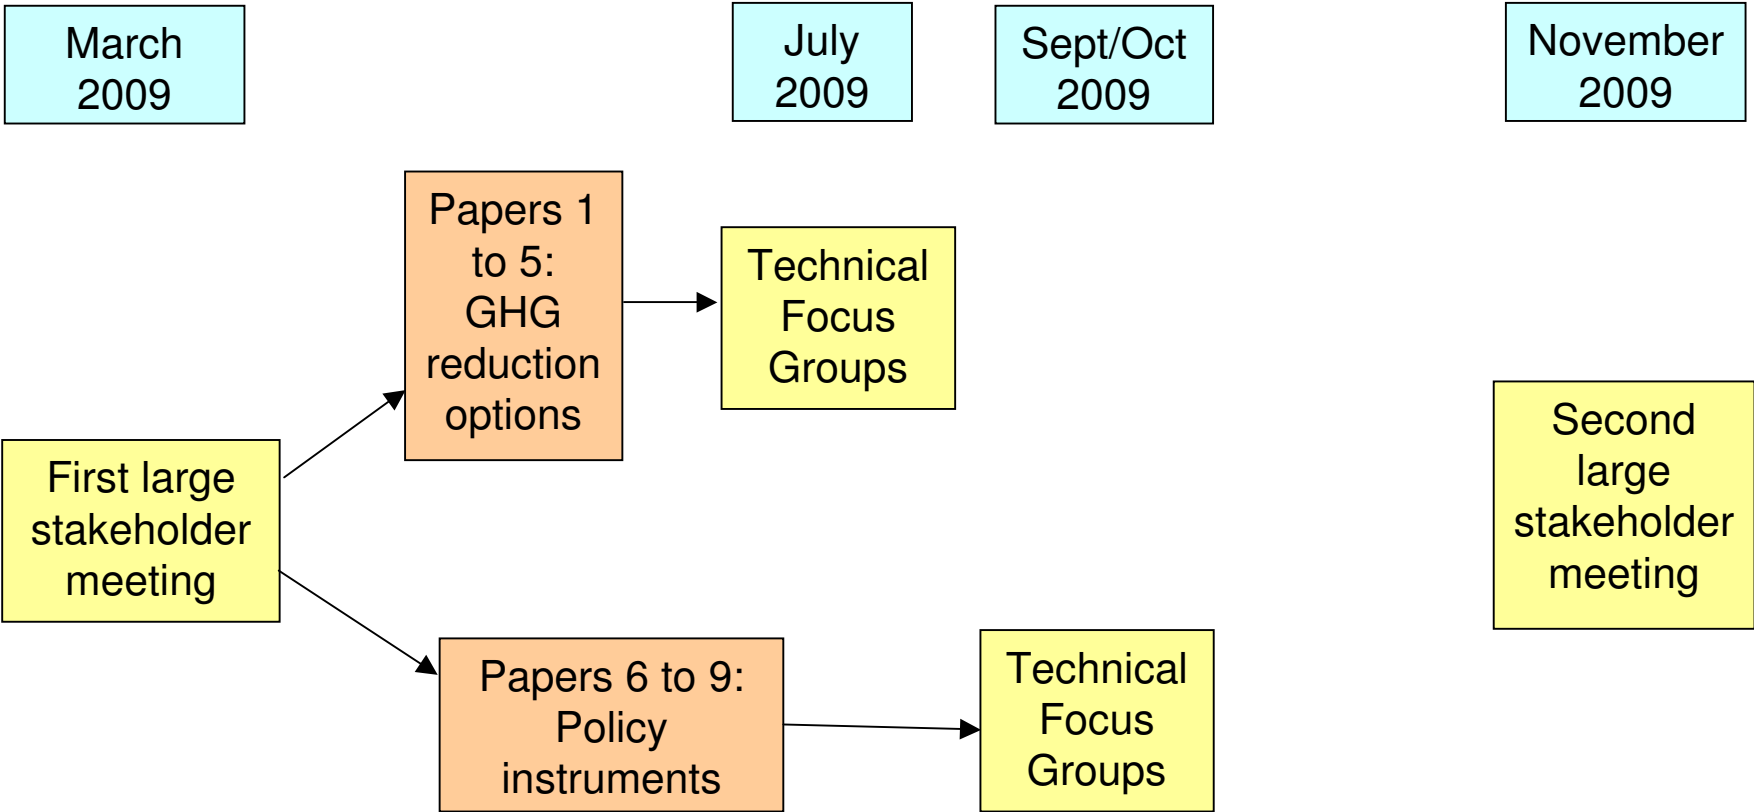 March
2009
July
2009
Sept/Oct
2009
November
2009
Papers 1
to 5:
GHG
reduction
options
Technical
Focus
Groups
First large
stakeholder
meeting
Second
large
stakeholder
meeting
Papers 6 to 9:
Policy
instruments
Technical
Focus
Groups